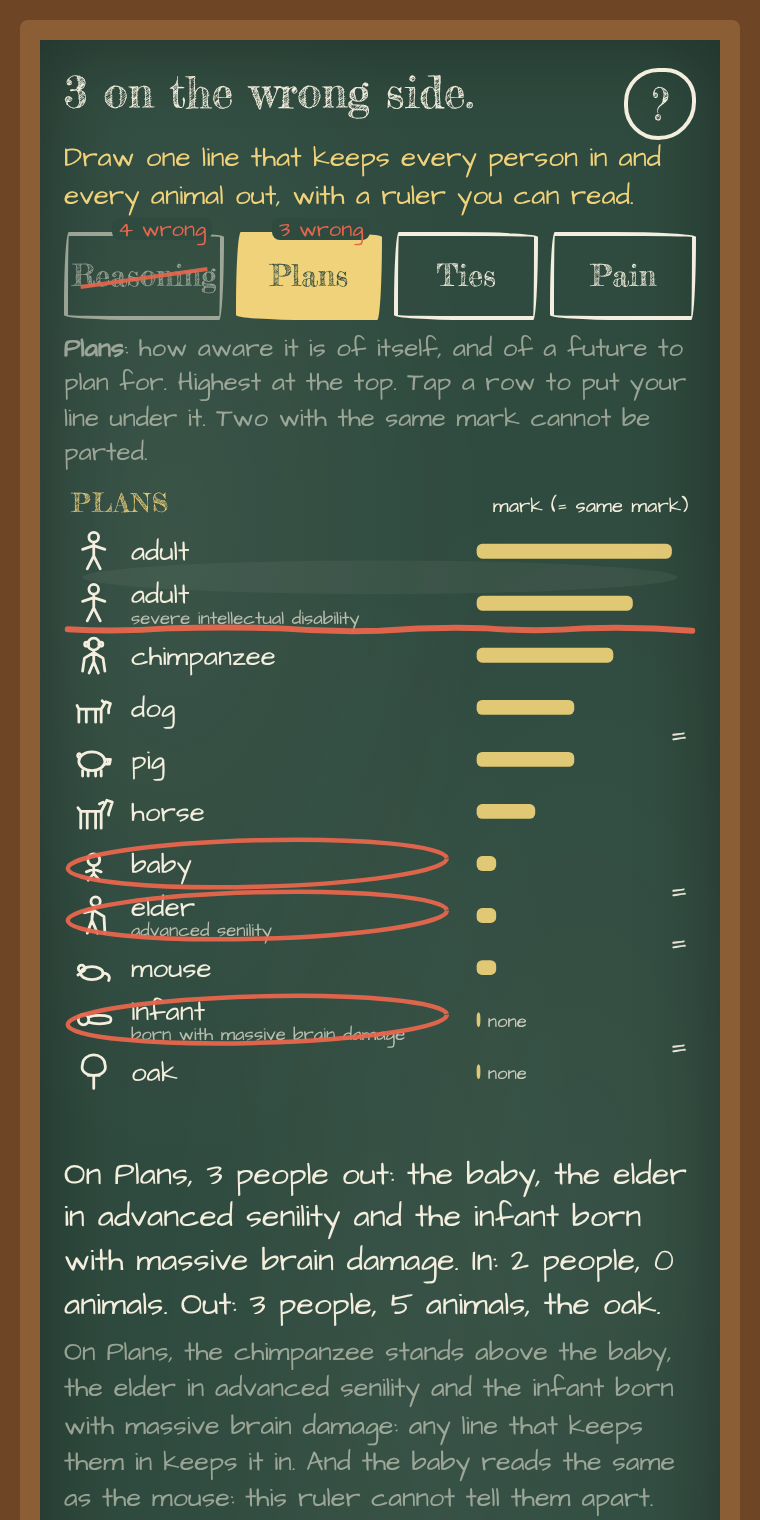 3 on the wrong side.
?
Draw one line that keeps every person in and
every animal out, with a ruler you can read.
4 wrong
3 wrong
Reasoning
Plans
Ties
Pain
Plans: how aware it is of itself, and of a future to
plan for. Highest at the top. Tap a row to put your
line under it. Two with the same mark cannot be
parted.
PLANS
mark (= same mark)
adult
adult
severe intellectual disability
chimpanzee
dog
=
pig
horse
baby
=
elder
advanced senility
=
mouse
infant
born with massive brain damage
none
=
oak
none
On Plans, 3 people out: the baby, the elder
in advanced senility and the infant born
with massive brain damage. In: 2 people, 0
animals. Out: 3 people, 5 animals, the oak.
On Plans, the chimpanzee stands above the baby,
the elder in advanced senility and the infant born
with massive brain damage: any line that keeps
them in keeps it in. And the baby reads the same
as the mouse: this ruler cannot tell them apart.